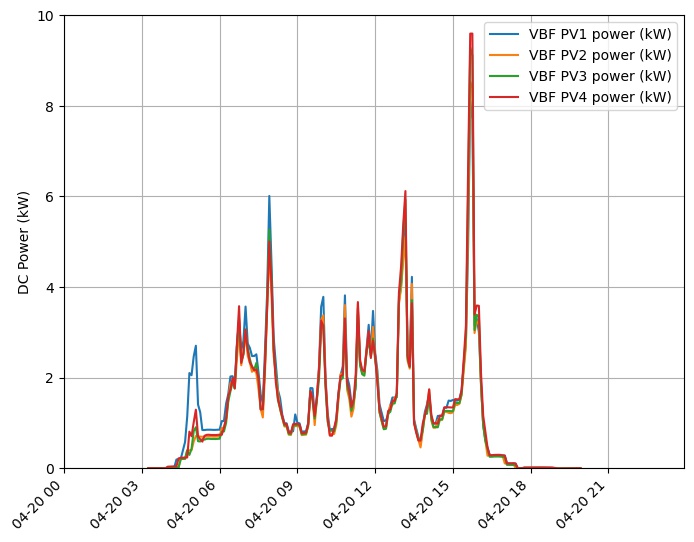 10
8
6
4
2
0
DC Power (kW)
VBF PV1 power (kW)
VBF PV2 power (kW)
VBF PV3 power (kW)
VBF PV4 power (kW)
04-20 00
04-20 03
04-20 06
04-20 09
04-20 12
04-20 15
04-20 18
04-20 21